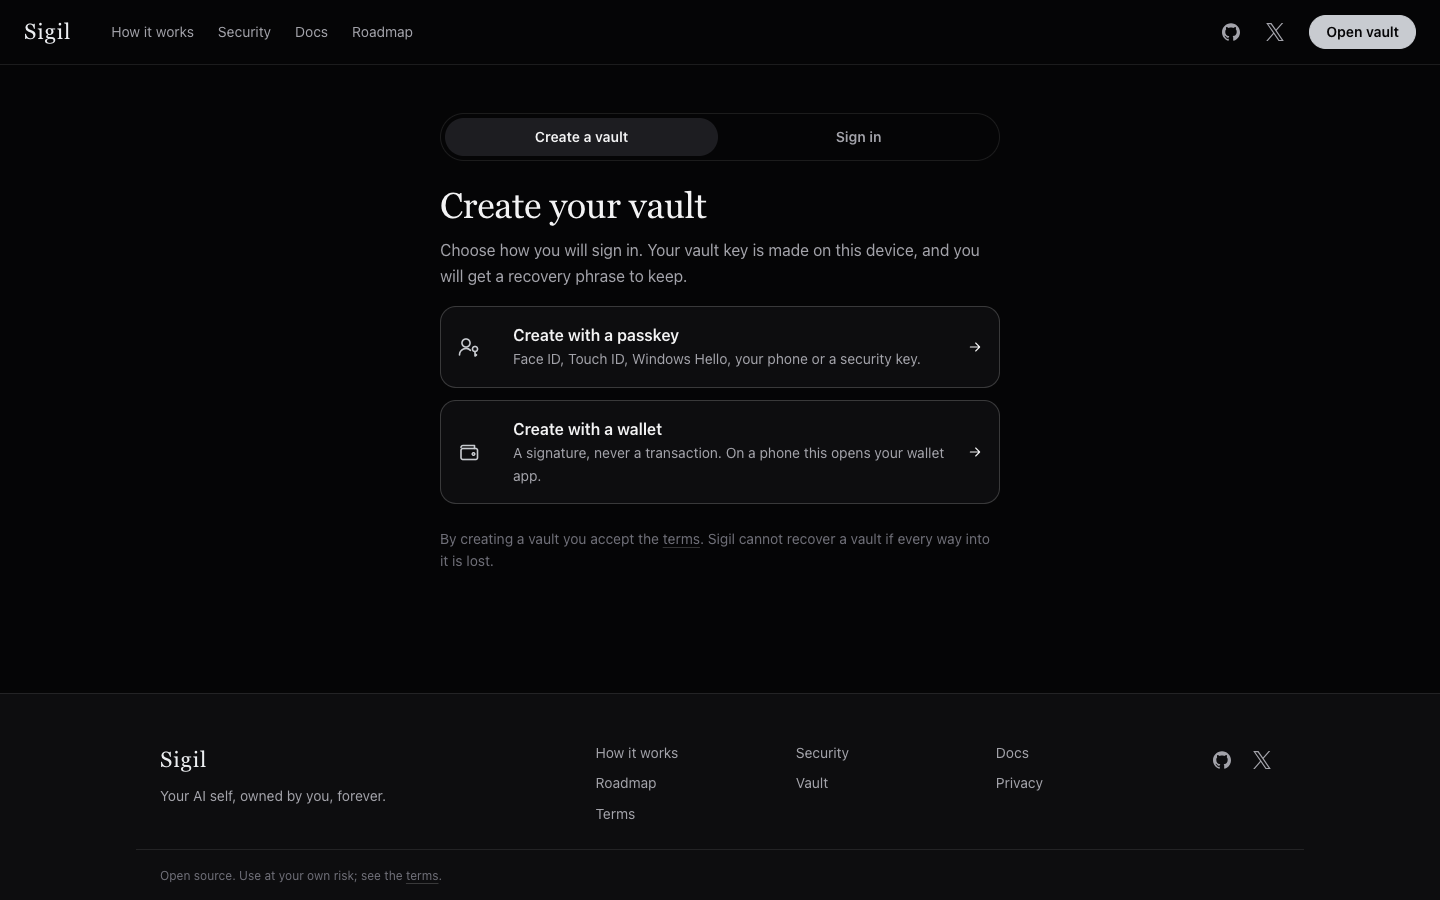 Sigil
How it works
Security
Docs
Roadmap
Open vault
Create a vault
Sign in
Create your vault
Choose how you will sign in. Your vault key is made on this device, and you
will get a recovery phrase to keep.
Create with a passkey
Face ID, Touch ID, Windows Hello, your phone or a security key.
Create with a wallet
A signature, never a transaction. On a phone this opens your wallet
app.
By creating a vault you accept the terms. Sigil cannot recover a vault if every way into
it is lost.
Sigil
Your AI self, owned by you, forever.
How it works
Security
Docs
Roadmap
Vault
Privacy
Terms
Open source. Use at your own risk; see the terms.